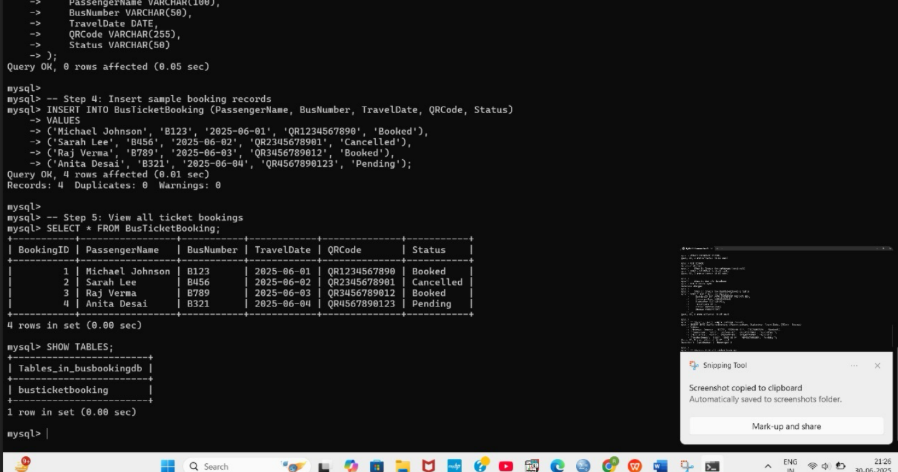 -> PassengerName VARCHAR(100),
-> BusNumber VARCHAR(50),
-> TravelDate DATE,
-> QRCode VARCHAR(255),
-> Status VARCHAR(50)
-> );
Query OK, 0 rows affected (0.05 sec)
mysql>
mysql> -- Step 4: Insert sample booking records
mysql> INSERT INTO BusTicketBooking (PassengerName, BusNumber, TravelDate, QRCode, Status)
-> VALUES
-> ('Michael Johnson', 'B123', '2025-06-01', 'QR1234567890', 'Booked'),
-> ('Sarah Lee', 'B456', '2025-06-02', 'QR2345678901', 'Cancelled'),
-> ('Raj Verma', 'B789', '2025-06-03', 'QR3456789012', 'Booked'),
-> ('Anita Desai', 'B321', '2025-06-04', 'QR4567890123', 'Pending');
Query OK, 4 rows affected (0.01 sec)
Records: 4  Duplicates: 0  Warnings: 0
mysql>
mysql> -- Step 5: View all ticket bookings
mysql> SELECT * FROM BusTicketBooking;
+-----------+-----------------+-----------+------------+--------------+-----------+
| BookingID | PassengerName | BusNumber | TravelDate | QRCode | Status |
+-----------+-----------------+-----------+------------+--------------+-----------+
| 1 | Michael Johnson | B123 | 2025-06-01 | QR1234567890 | Booked |
| 2 | Sarah Lee | B456 | 2025-06-02 | QR2345678901 | Cancelled |
| 3 | Raj Verma | B789 | 2025-06-03 | QR3456789012 | Booked |
| 4 | Anita Desai | B321 | 2025-06-04 | QR4567890123 | Pending |
+-----------+-----------------+-----------+------------+--------------+-----------+
4 rows in set (0.00 sec)
mysql> SHOW TABLES;
+------------------------+
| Tables_in_busbookingdb |
+------------------------+
| busticketbooking |
+------------------------+
1 row in set (0.00 sec)
mysql>
Snipping Tool
Screenshot copied to clipboard
Automatically saved to screenshots folder.
Mark-up and share
Search
ENG
IN
21:26
30-06-2025